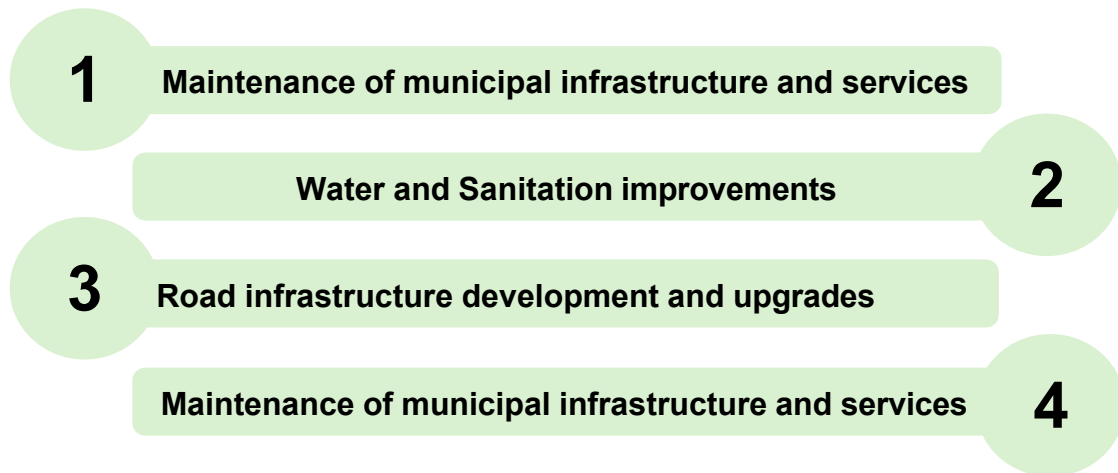 1 Maintenance of municipal infrastructure and services
Water and Sanitation improvements 2
3 Road infrastructure development and upgrades
Maintenance of municipal infrastructure and services 4